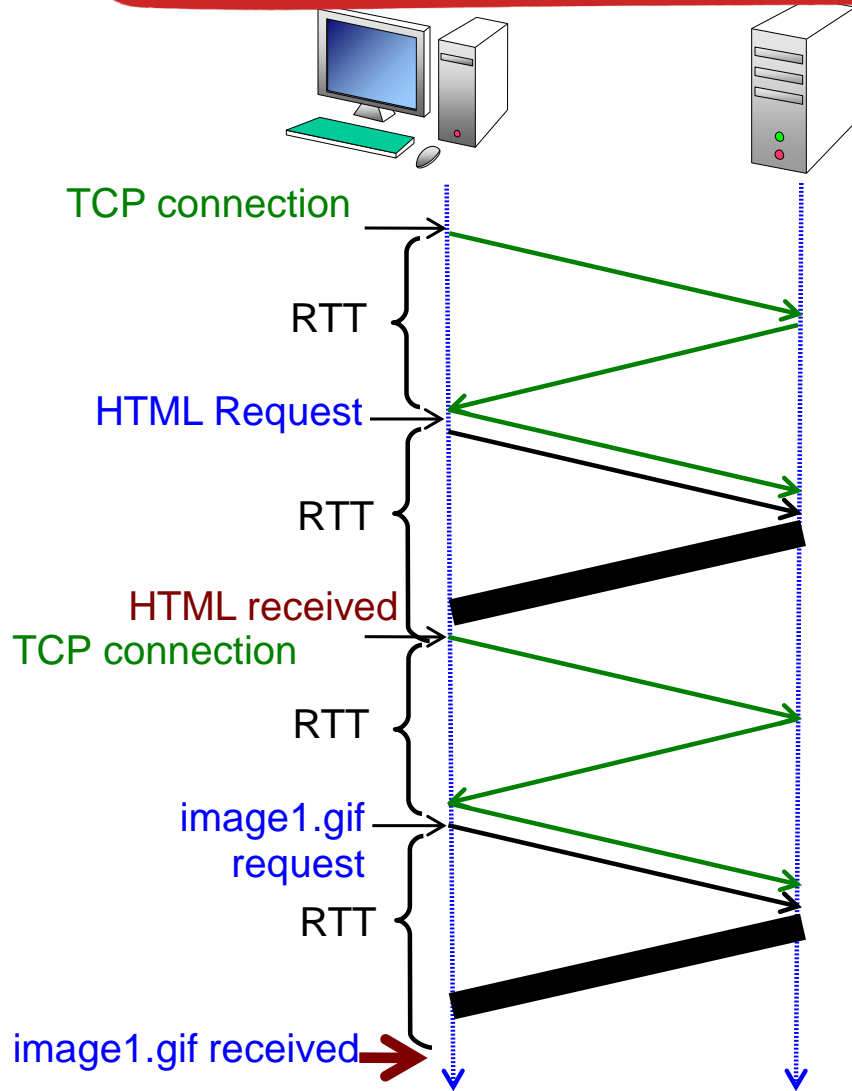 TCP connection
RTT
HTML Request
RTT
HTML received
TCP connection
RTT
image1.gif
request
RTT
image1.gif received